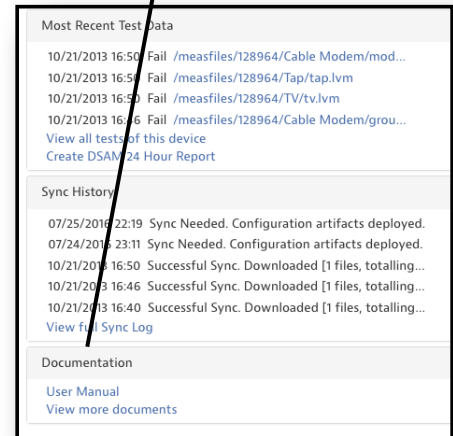 Most Recent Test Data
10/21/2013 16:50 Fail /measfiles/128964/Cable Modem/mod...
10/21/2013 16:50 Fail /measfiles/128964/Tap/tap.lvm
10/21/2013 16:50 Fail /measfiles/128964/TV/tv.lvm
10/21/2013 16:46 Fail /measfiles/128964/Cable Modem/grou...
View all tests of this device
Create DSAM 24 Hour Report
Sync History
07/25/2016 22:19 Sync Needed. Configuration artifacts deployed.
07/24/2015 23:11 Sync Needed. Configuration artifacts deployed.
10/21/2013 16:50 Successful Sync. Downloaded [1 files, totalling...
10/21/2013 16:46 Successful Sync. Downloaded [1 files, totalling...
10/21/2013 16:40 Successful Sync. Downloaded [1 files, totalling...
View full Sync Log
Documentation
User Manual
View more documents